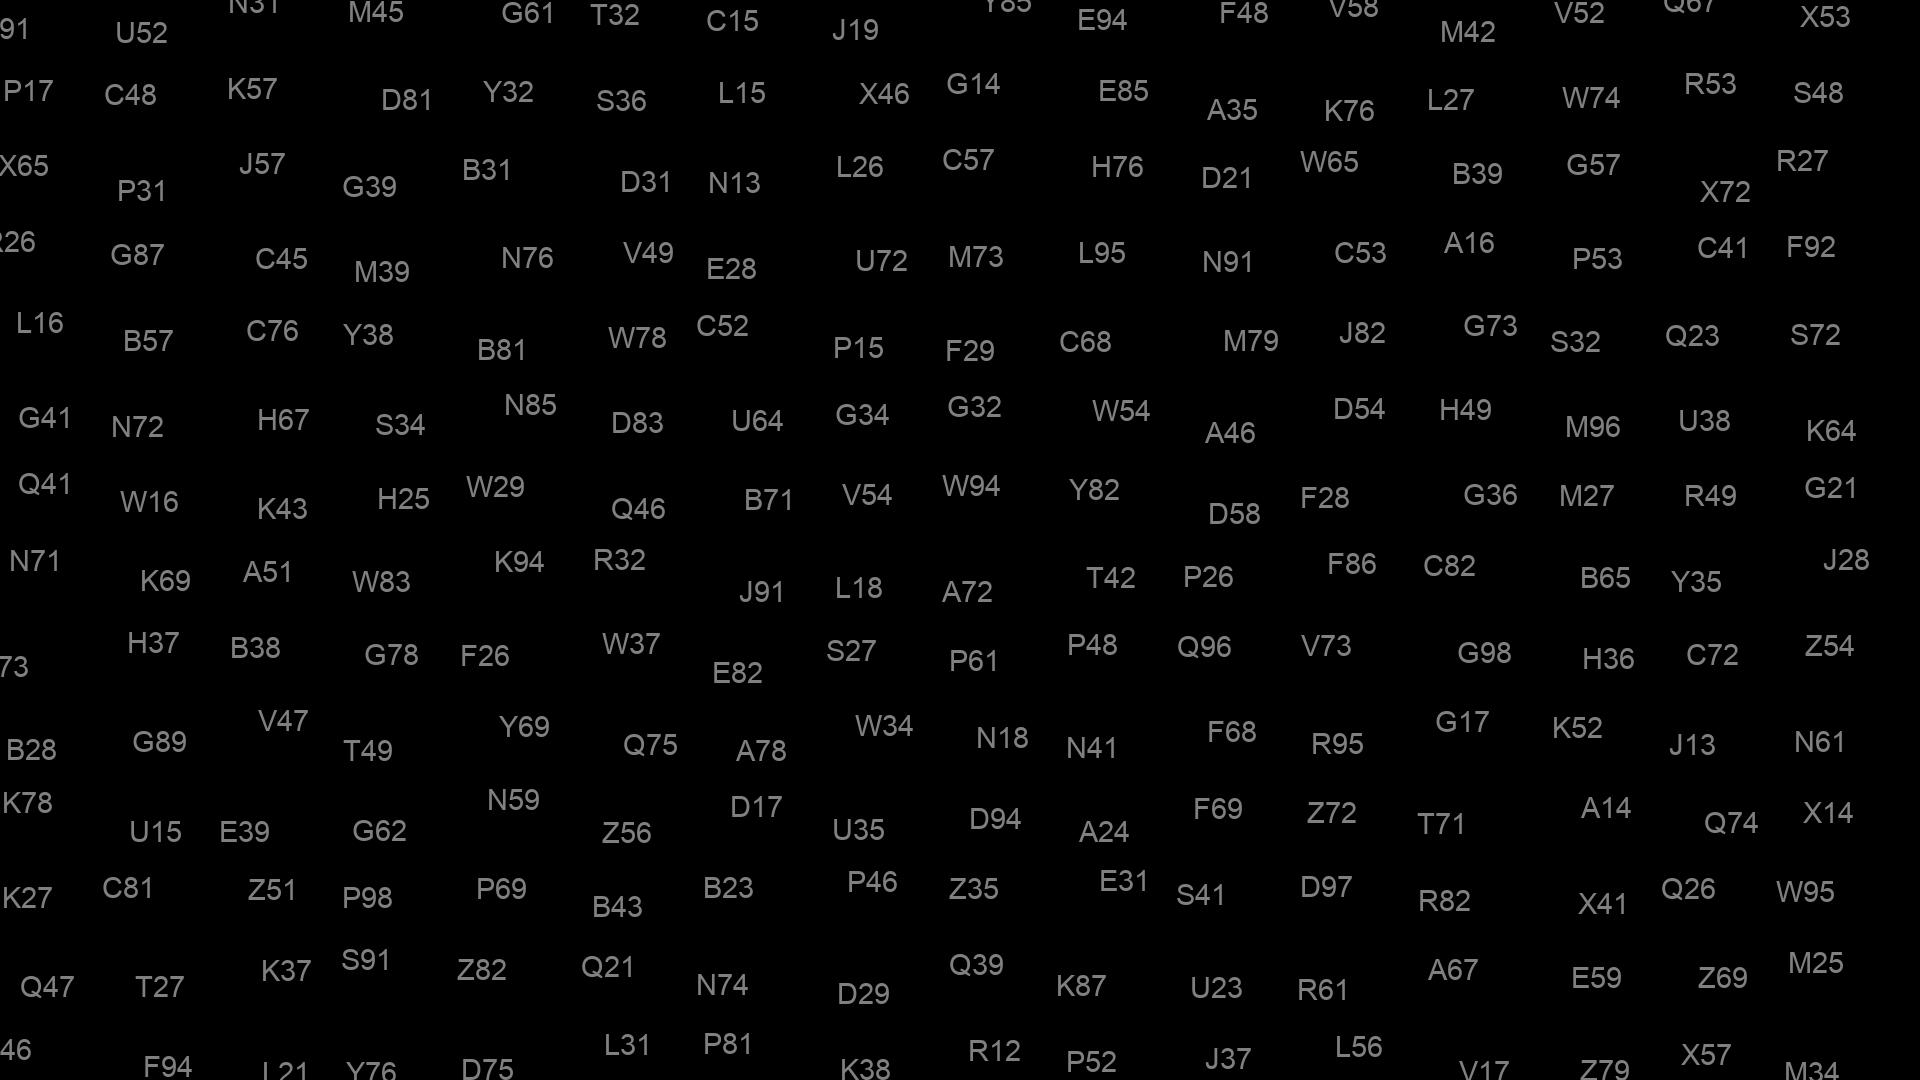 91 U52 N31 M45 G61 T32 C15 J19 Y85 E94 F48 V58 M42 V52 Q67 X53
P17 C48 K57 D81 Y32 S36 L15 X46 G14 E85 A35 K76 L27 W74 R53 S48
X65 P31 J57 G39 B31 D31 N13 L26 C57 H76 D21 W65 B39 G57 X72 R27
R26 G87 C45 M39 N76 V49 E28 U72 M73 L95 N91 C53 A16 P53 C41 F92
L16 B57 C76 Y38 B81 W78 C52 P15 F29 C68 M79 J82 G73 S32 Q23 S72
G41 N72 H67 S34 N85 D83 U64 G34 G32 W54 A46 D54 H49 M96 U38 K64
Q41 W16 K43 H25 W29 Q46 B71 V54 W94 Y82 D58 F28 G36 M27 R49 G21
N71 K69 A51 W83 K94 R32 J91 L18 A72 T42 P26 F86 C82 B65 Y35 J28
73 H37 B38 G78 F26 W37 E82 S27 P61 P48 Q96 V73 G98 H36 C72 Z54
B28 G89 V47 T49 Y69 Q75 A78 W34 N18 N41 F68 R95 G17 K52 J13 N61
K78 U15 E39 G62 N59 Z56 D17 U35 D94 A24 F69 Z72 T71 A14 Q74 X14
K27 C81 Z51 P98 P69 B43 B23 P46 Z35 E31 S41 D97 R82 X41 Q26 W95
Q47 T27 K37 S91 Z82 Q21 N74 D29 Q39 K87 U23 R61 A67 E59 Z69 M25
46 F94 L21 Y76 D75 L31 P81 K38 R12 P52 J37 L56 V17 Z79 X57 M34